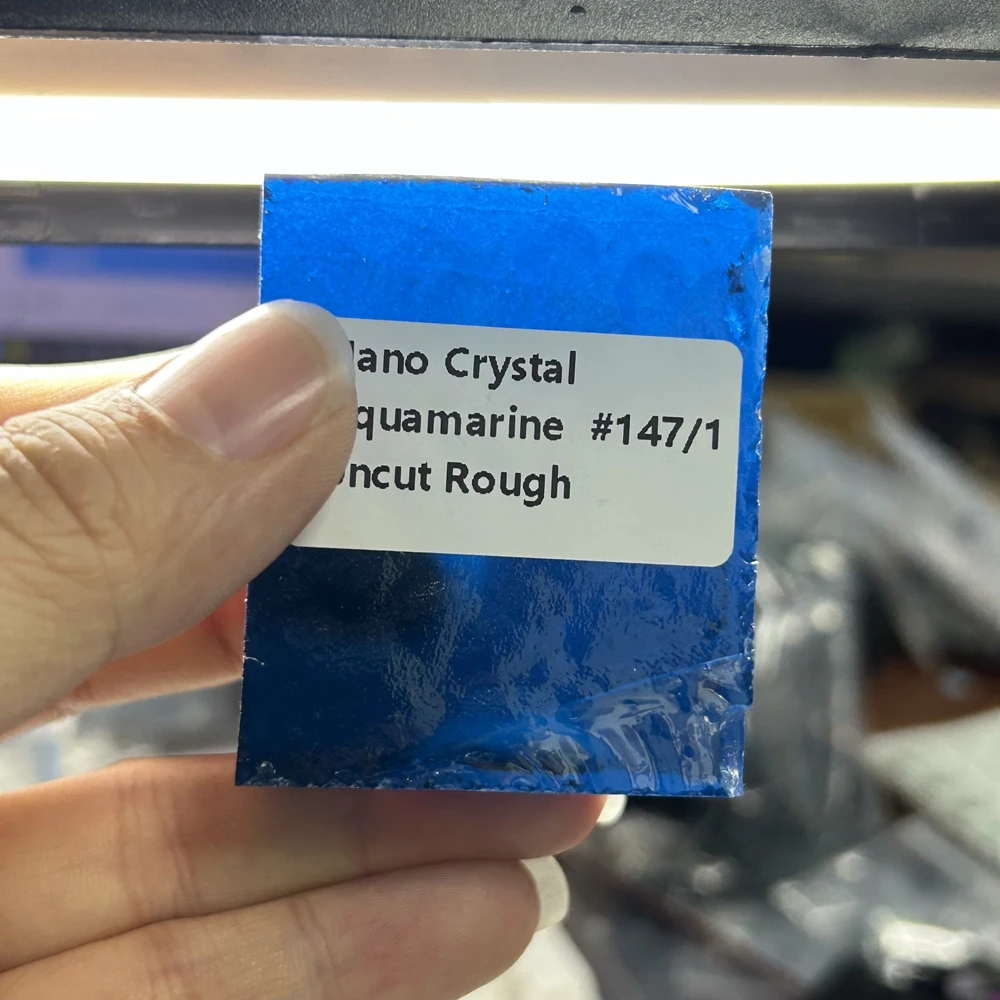 ano Crystal
quamarine #147/1
ncut Rough